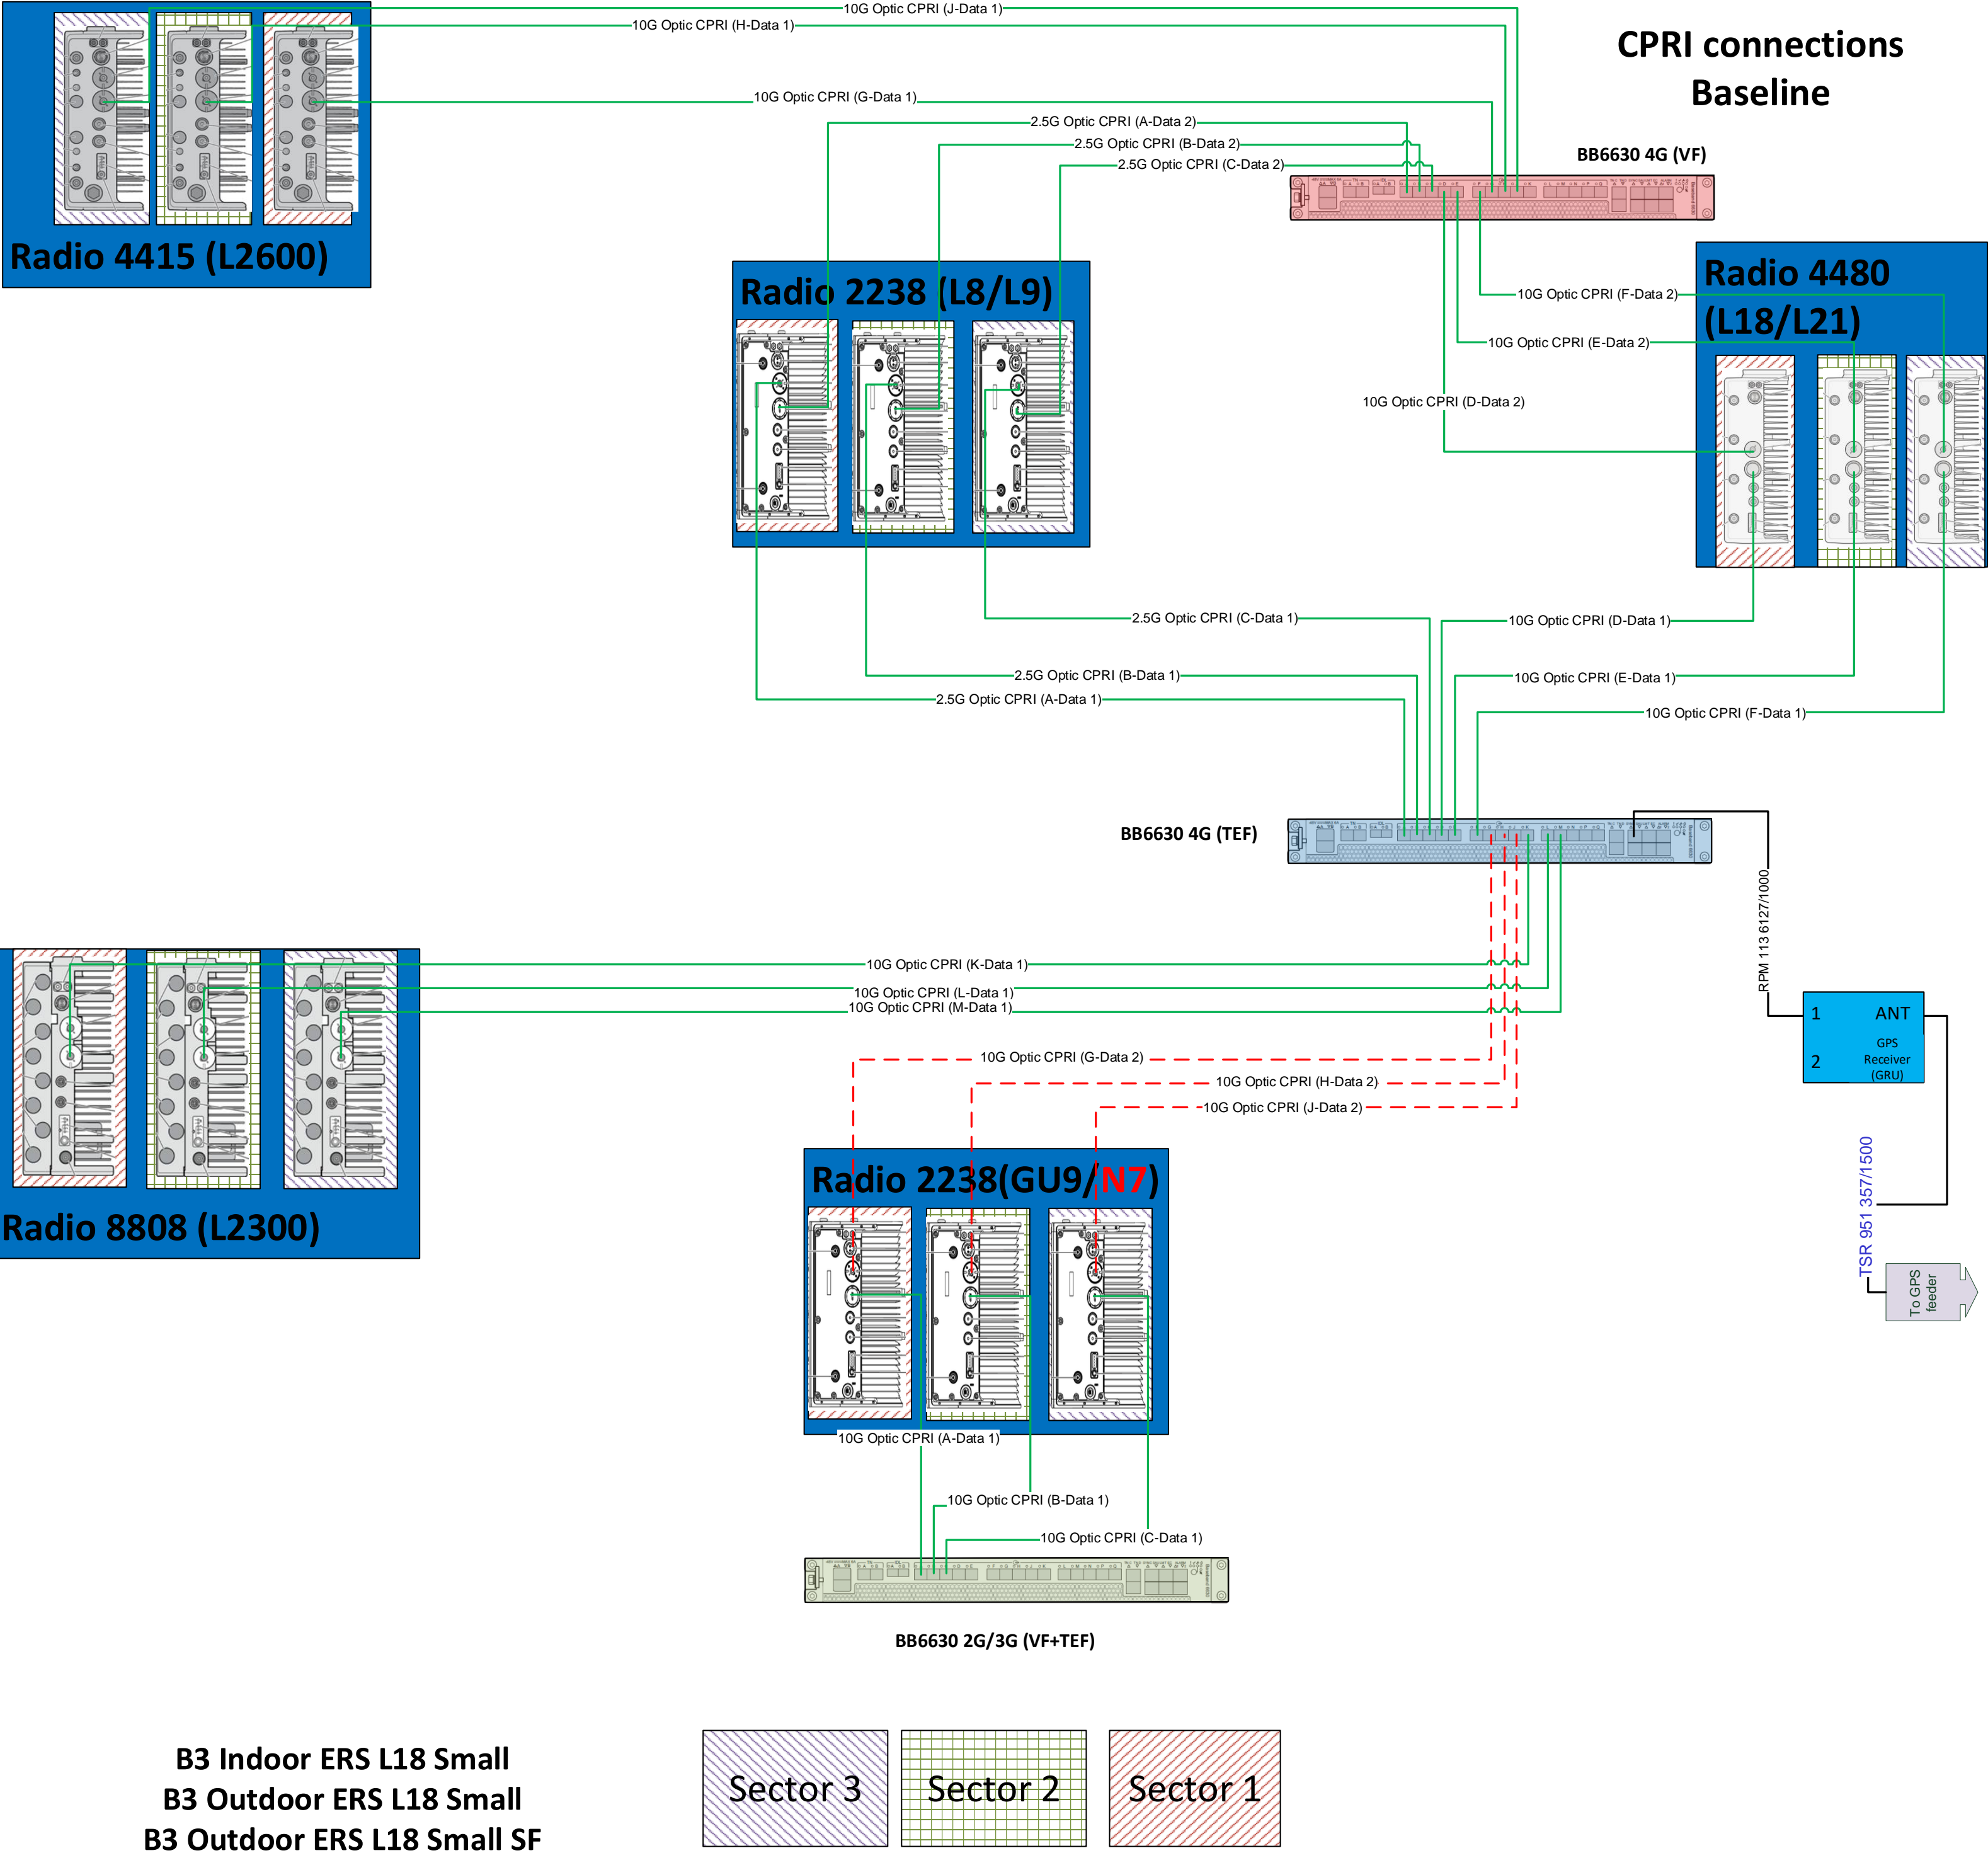 10G Optic CPRI (J-Data 1)
10G Optic CPRI (H-Data 1)
CPRI connections
Baseline
10G Optic CPRI (G-Data 1)
2.5G Optic CPRI (A-Data 2)
2.5G Optic CPRI (B-Data 2)
2.5G Optic CPRI (C-Data 2)
BB6630 4G (VF)
Radio 4415 (L2600)
Radio 2238 (L8/L9)
Radio 4480
(L18/L21)
10G Optic CPRI (F-Data 2)
10G Optic CPRI (E-Data 2)
10G Optic CPRI (D-Data 2)
2.5G Optic CPRI (C-Data 1)
10G Optic CPRI (D-Data 1)
2.5G Optic CPRI (B-Data 1)
10G Optic CPRI (E-Data 1)
2.5G Optic CPRI (A-Data 1)
10G Optic CPRI (F-Data 1)
BB6630 4G (TEF)
RPM 113 6127/1000
10G Optic CPRI (K-Data 1)
10G Optic CPRI (L-Data 1)
10G Optic CPRI (M-Data 1)
1 ANT
GPS
2 Receiver
(GRU)
10G Optic CPRI (G-Data 2)
10G Optic CPRI (H-Data 2)
10G Optic CPRI (J-Data 2)
Radio 8808 (L2300)
Radio 2238(GU9/N7)
TSR 951 357/1500
To GPS
feeder
10G Optic CPRI (A-Data 1)
10G Optic CPRI (B-Data 1)
10G Optic CPRI (C-Data 1)
BB6630 2G/3G (VF+TEF)
B3 Indoor ERS L18 Small
B3 Outdoor ERS L18 Small
B3 Outdoor ERS L18 Small SF
Sector 3
Sector 2
Sector 1